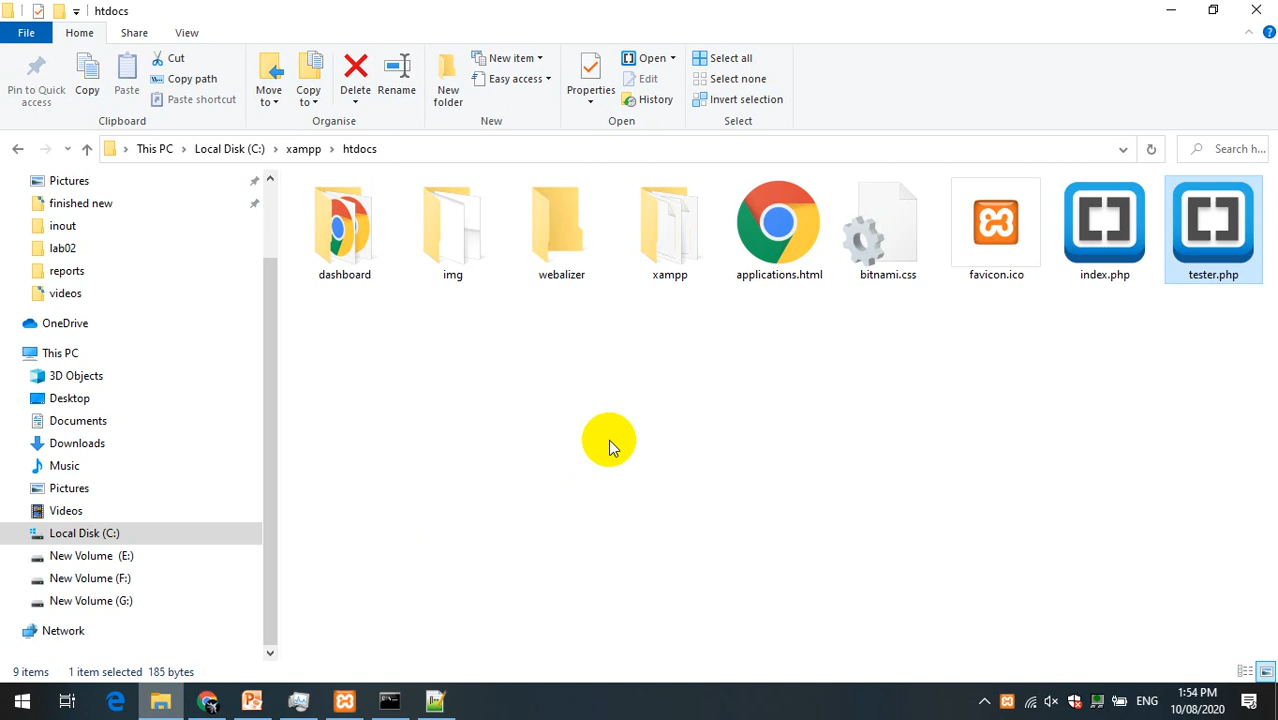 htdocs
File
Home
Share
View
Pin to Quick
access
Copy
Paste
Cut
Copy path
Paste shortcut
Clipboard
Move
to
Copy
to
Delete
Rename
Organise
New
folder
New item
Easy access
New
Properties
Open
Edit
History
Open
Select all
Select none
Invert selection
Select
This PC
Local Disk (C:)
xampp
htdocs
Search h...
Pictures
finished new
inout
lab02
reports
videos
OneDrive
This PC
3D Objects
Desktop
Documents
Downloads
Music
Pictures
Videos
Local Disk (C:)
New Volume (E:)
New Volume (F:)
New Volume (G:)
Network
dashboard
img
webalizer
xampp
applications.html
bitnami.css
favicon.ico
index.php
tester.php
9 items
1 item selected 185 bytes
ENG
1:54 PM
10/08/2020